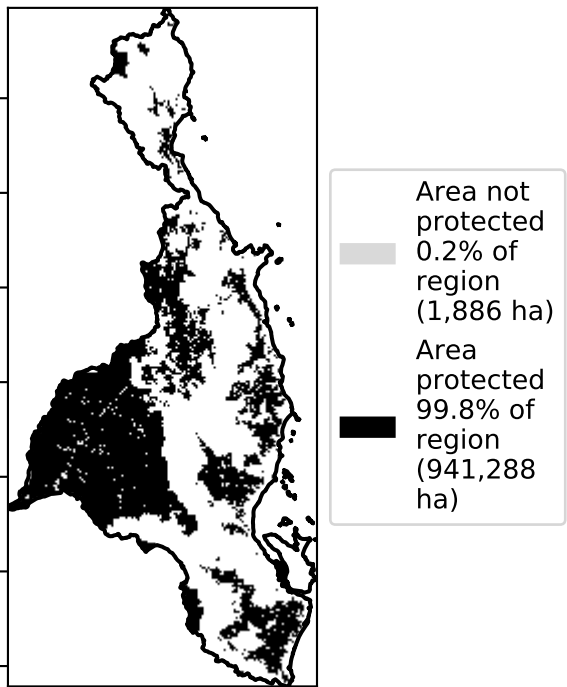 Area not
protected
0.2% of
region
(1,886 ha)
Area
protected
99.8% of
region
(941,288
ha)